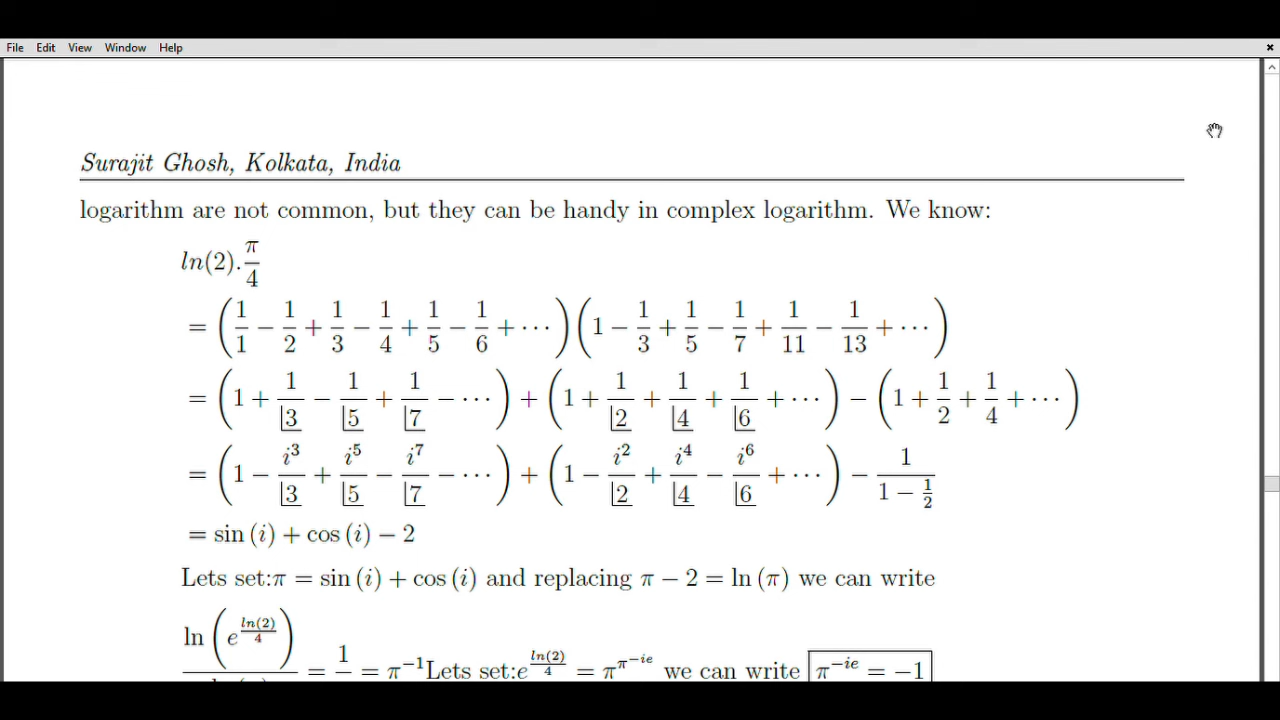 File Edit View Window Help ×
Surajit Ghosh, Kolkata, India
logarithm are not common, but they can be handy in complex logarithm. We know:
ln(2).π/4
= (1/1 − 1/2 + 1/3 − 1/4 + 1/5 − 1/6 + ⋯)(1 − 1/3 + 1/5 − 1/7 + 1/11 − 1/13 + ⋯)
= (1 + 1/⌊3 − 1/⌊5 + 1/⌊7 − ⋯) + (1 + 1/⌊2 + 1/⌊4 + 1/⌊6 + ⋯) − (1 + 1/2 + 1/4 + ⋯)
= (1 − i³/⌊3 + i⁵/⌊5 − i⁷/⌊7 − ⋯) + (1 − i²/⌊2 + i⁴/⌊4 − i⁶/⌊6 + ⋯) − 1/(1 − 1/2)
= sin (i) + cos (i) − 2
Lets set:π = sin (i) + cos (i) and replacing π − 2 = ln (π) we can write
ln (e^(ln(2)/4)) = 1 = π⁻¹Lets set:e^(ln(2)/4) = π^(π^(−ie)) we can write π^(−ie) = −1